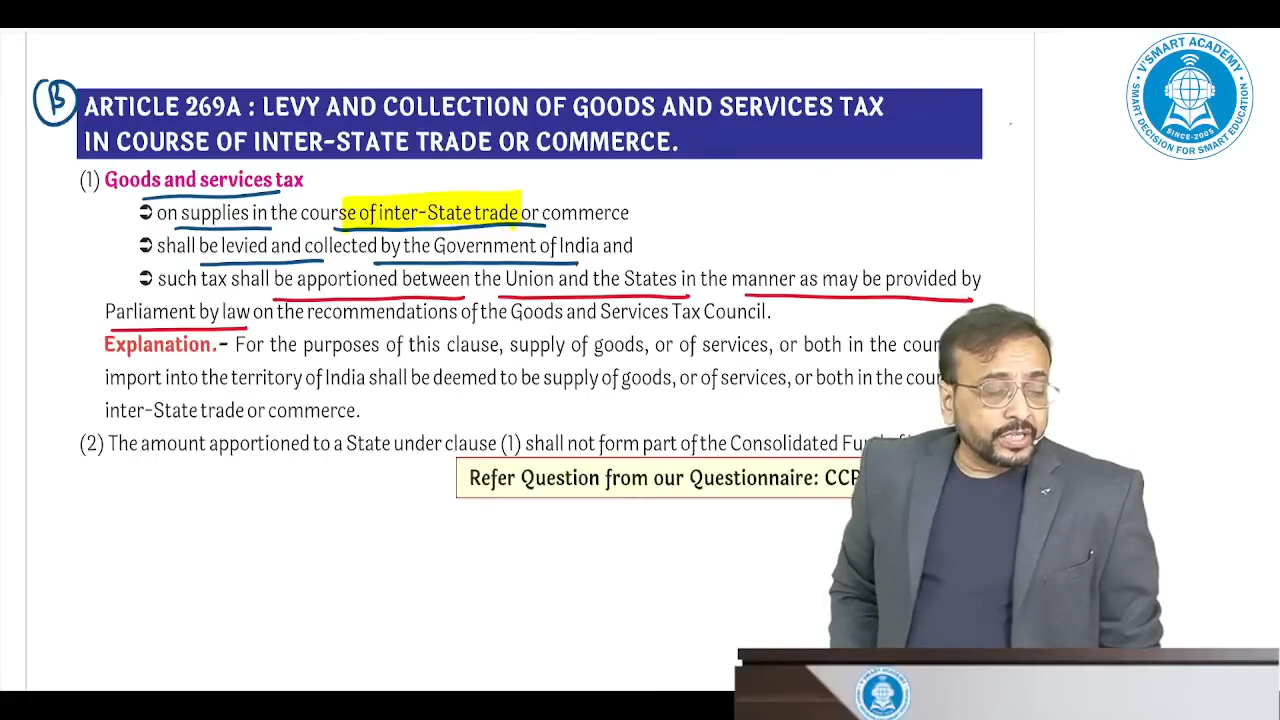 B
ARTICLE 269A : LEVY AND COLLECTION OF GOODS AND SERVICES TAX
IN COURSE OF INTER-STATE TRADE OR COMMERCE.
(1) Goods and services tax
➲ on supplies in the course of inter-State trade or commerce
➲ shall be levied and collected by the Government of India and
➲ such tax shall be apportioned between the Union and the States in the manner as may be provided by
Parliament by law on the recommendations of the Goods and Services Tax Council.
Explanation.- For the purposes of this clause, supply of goods, or of services, or both in the
import into the territory of India shall be deemed to be supply of goods, or of services, or both in the
inter-State trade or commerce.
(2) The amount apportioned to a State under clause (1) shall not form part of the Consolidated
Refer Question from our Questionnaire:
V'SMART ACADEMY
SINCE-2005
SMART DECISION FOR SMART EDUCATION